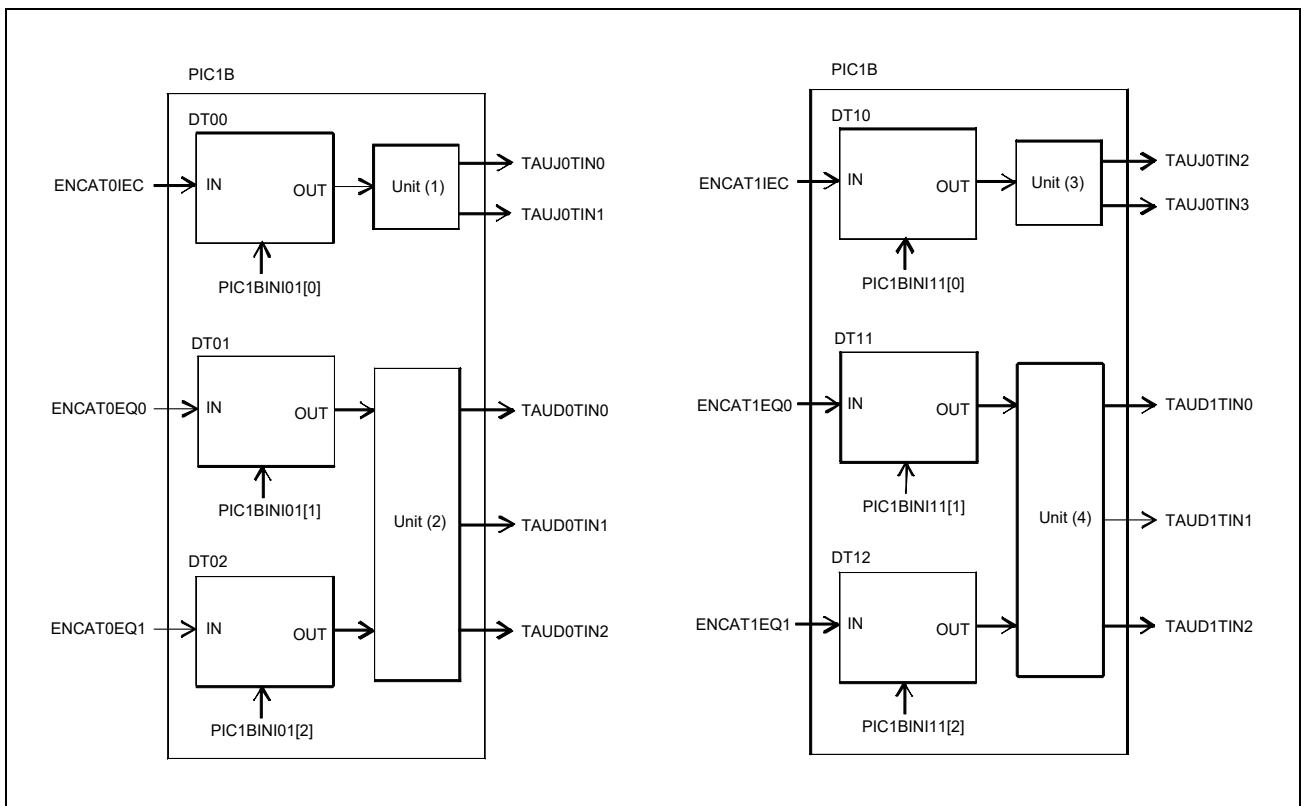 PIC1B
DT00
ENCAT0IEC
IN
OUT
Unit (1)
TAUJ0TIN0
TAUJ0TIN1
PIC1BINI01[0]
DT01
ENCAT0EQ0
IN
OUT
TAUD0TIN0
PIC1BINI01[1]
Unit (2)
TAUD0TIN1
DT02
ENCAT0EQ1
IN
OUT
TAUD0TIN2
PIC1BINI01[2]
PIC1B
DT10
ENCAT1IEC
IN
OUT
Unit (3)
TAUJ0TIN2
TAUJ0TIN3
PIC1BINI11[0]
DT11
ENCAT1EQ0
IN
OUT
TAUD1TIN0
PIC1BINI11[1]
Unit (4)
TAUD1TIN1
DT12
ENCAT1EQ1
IN
OUT
TAUD1TIN2
PIC1BINI11[2]